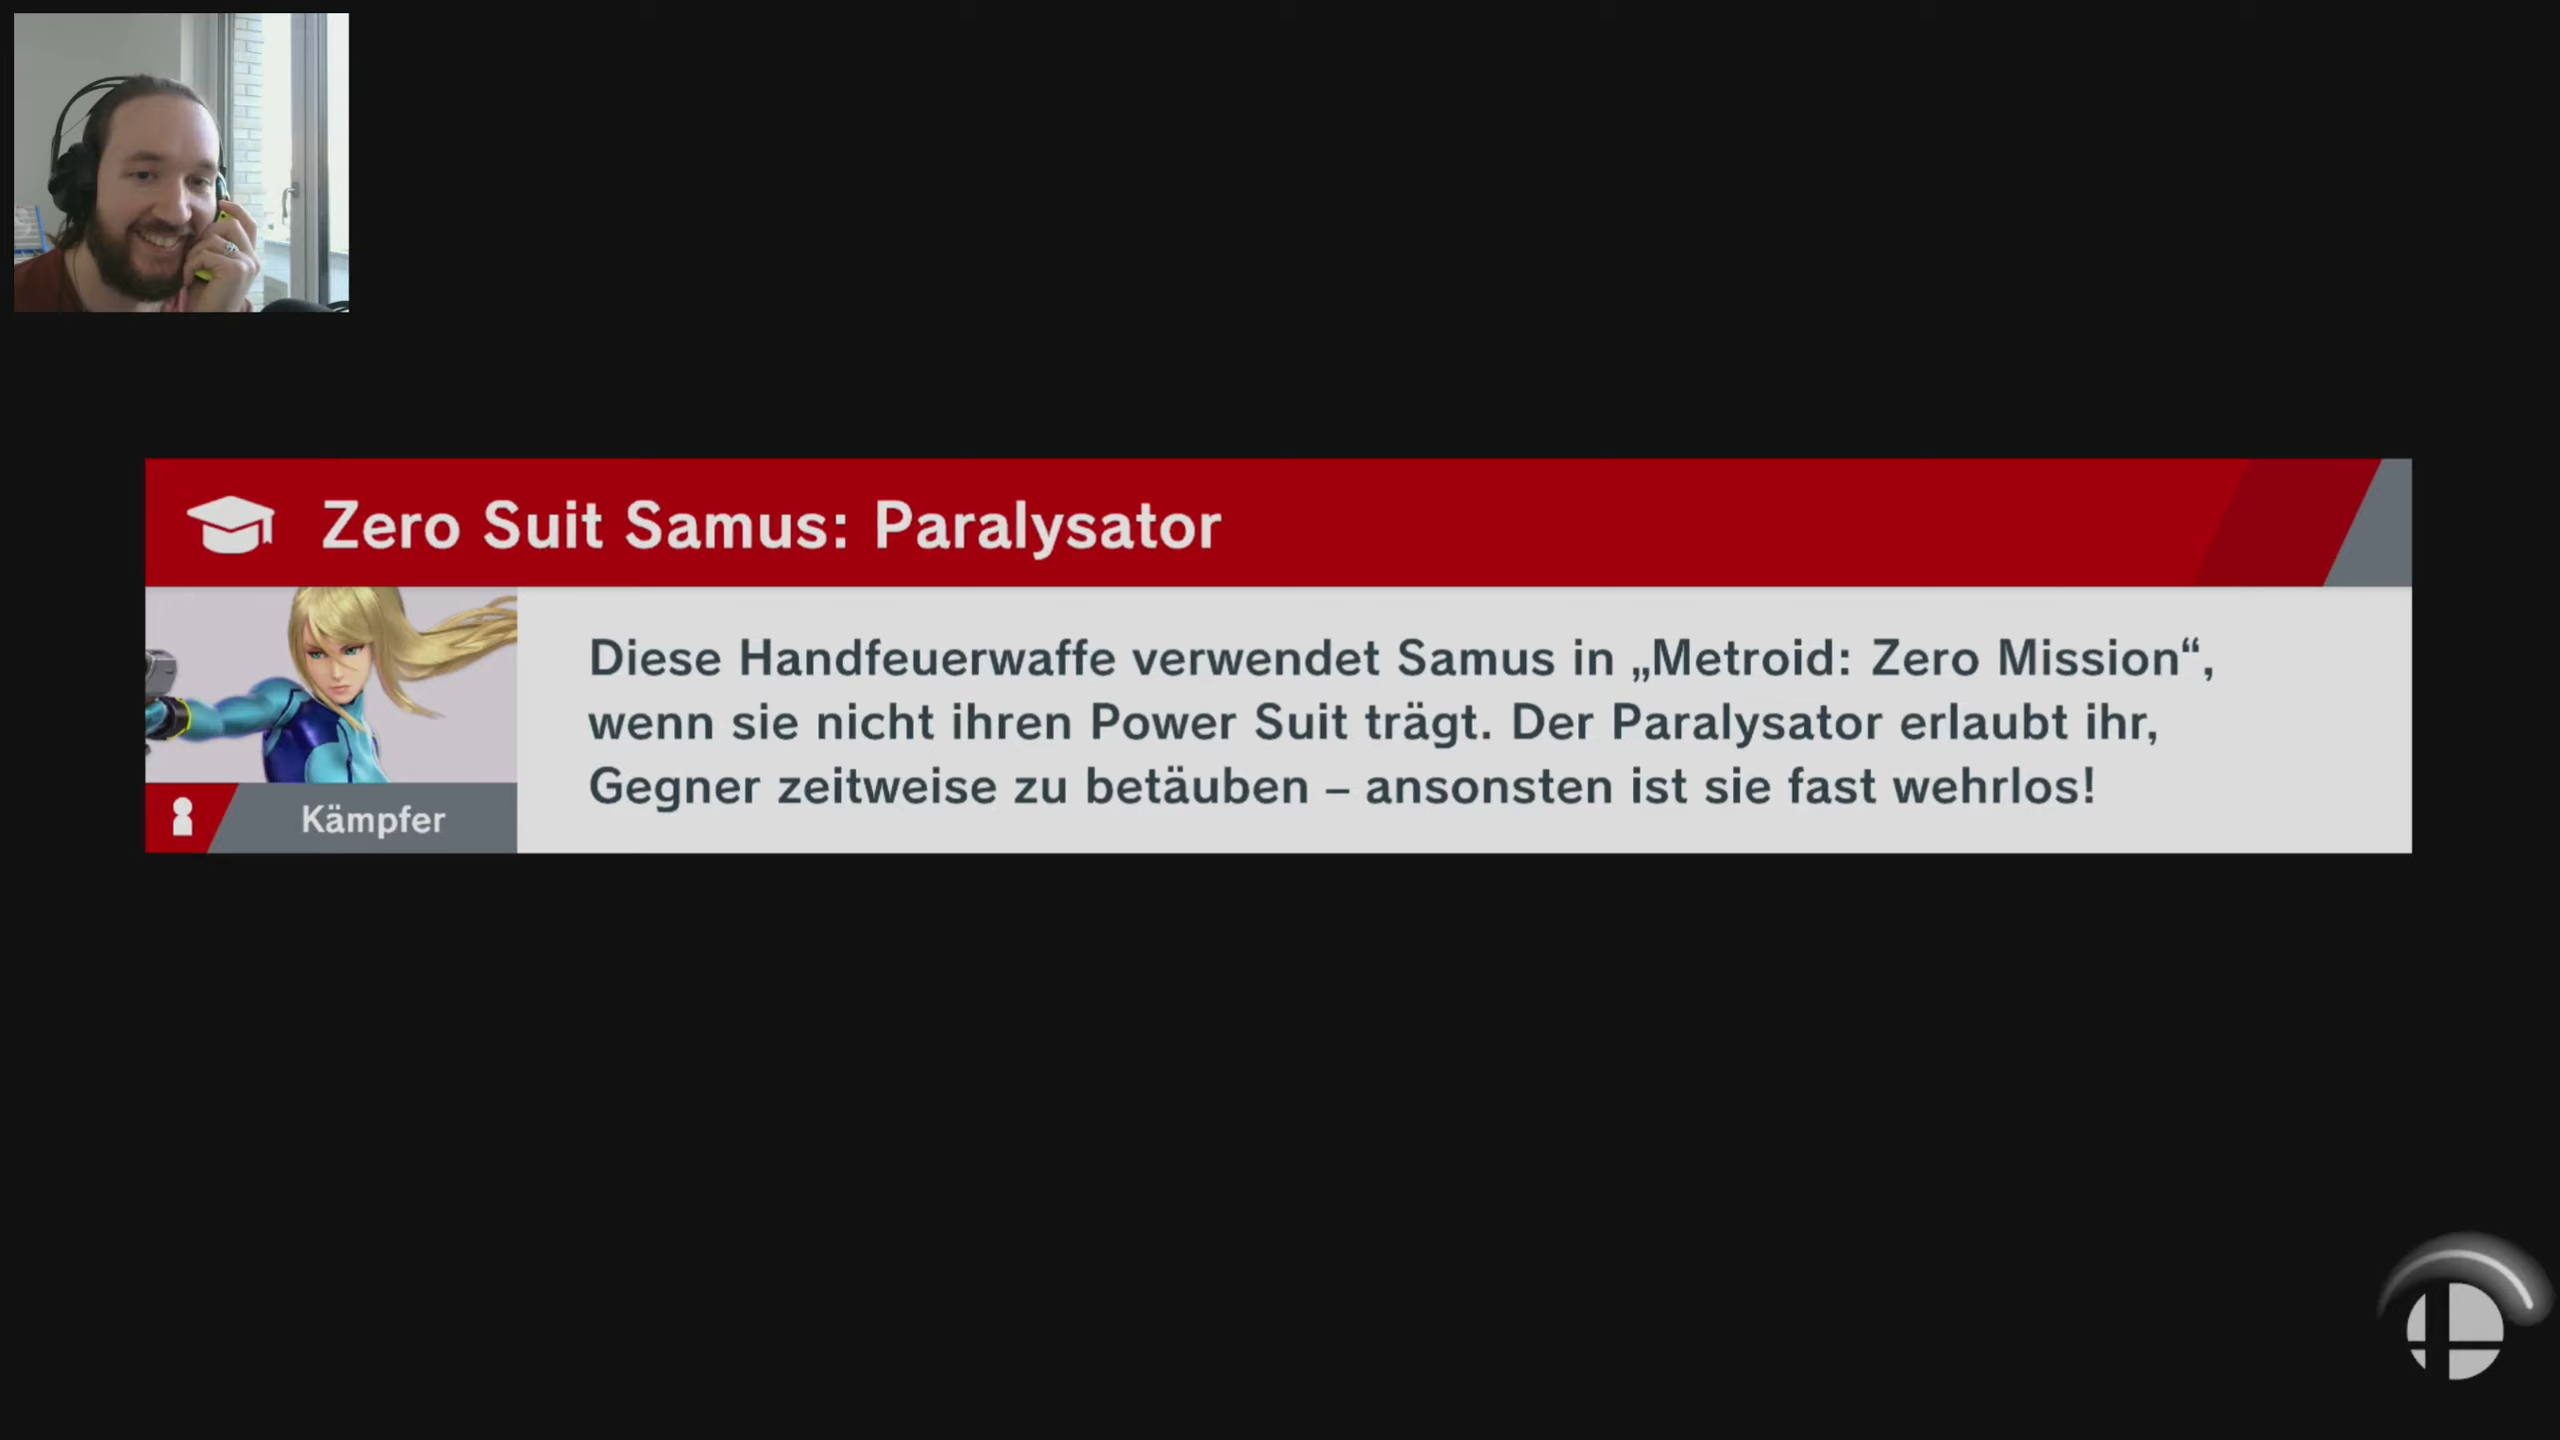 Zero Suit Samus: Paralysator
Diese Handfeuerwaffe verwendet Samus in „Metroid: Zero Mission“,
wenn sie nicht ihren Power Suit trägt. Der Paralysator erlaubt ihr,
Gegner zeitweise zu betäuben – ansonsten ist sie fast wehrlos!
Kämpfer